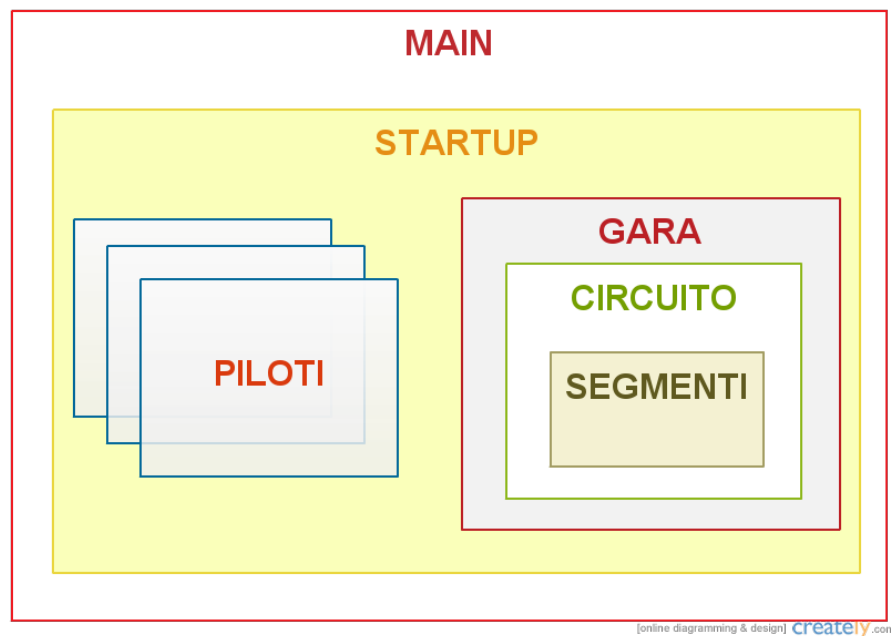 MAIN
STARTUP
PILOTI
GARA
CIRCUITO
SEGMENTI
[online diagramming & design] creately.com